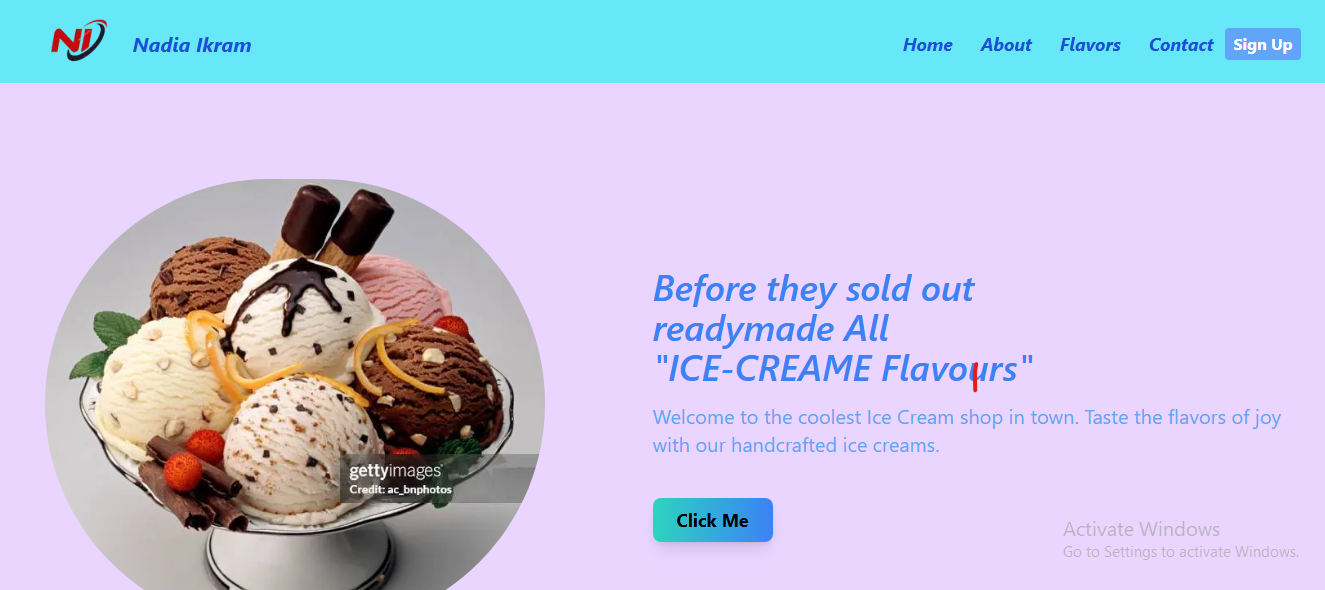 NI
Nadia Ikram
Home About Flavors Contact Sign Up
Before they sold out
readymade All
"ICE-CREAME Flavours"
Welcome to the coolest Ice Cream shop in town. Taste the flavors of joy
with our handcrafted ice creams.
Click Me
gettyimages®
Credit: ac_bnphotos
Activate Windows
Go to Settings to activate Windows.